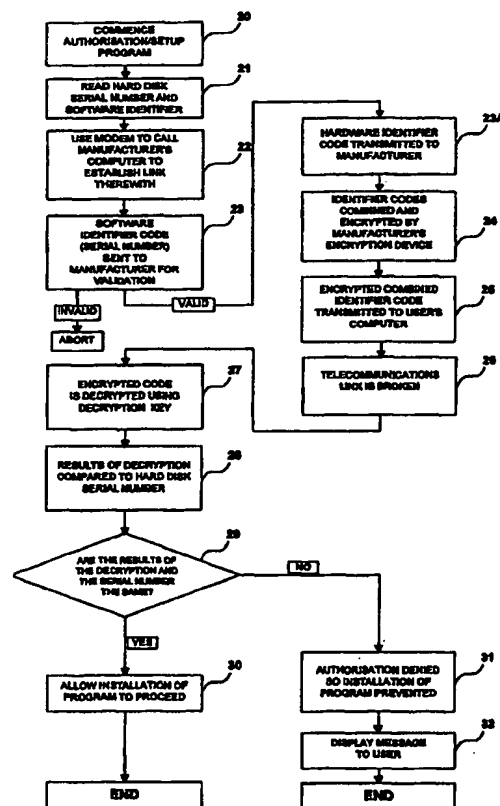 20
COMMENCE
AUTHORISATION/SETUP
PROGRAM
21
READ HARD DISK
SERIAL NUMBER AND
SOFTWARE IDENTIFIER
USE MODEM TO CALL
MANUFACTURER'S
COMPUTER TO
ESTABLISH LINK
THEREWITH
22
23
SOFTWARE
IDENTIFIER CODE
(SERIAL NUMBER)
SENT TO
MANUFACTURER FOR
VALIDATION
INVALID
VALID
ABORT
23A
HARDWARE IDENTIFIER
CODE TRANSMITTED TO
MANUFACTURER
IDENTIFIER CODES
COMBINED AND
ENCRYPTED BY
MANUFACTURER'S
ENCRYPTION DEVICE
24
ENCRYPTED COMBINED
IDENTIFIER CODE
TRANSMITTED TO USER'S
COMPUTER
25
26
TELECOMMUNICATIONS
LINK IS BROKEN
27
ENCRYPTED CODE
IS DECRYPTED USING
DECRYPTION KEY
28
RESULTS OF DECRYPTION
COMPARED TO HARD DISK
SERIAL NUMBER
29
ARE THE RESULTS OF
THE DECRYPTION AND
THE SERIAL NUMBER
THE SAME?
NO
YES
30
ALLOW INSTALLATION OF
PROGRAM TO PROCEED
END
31
AUTHORISATION DENIED
SO INSTALLATION OF
PROGRAM PREVENTED
32
DISPLAY MESSAGE
TO USER
END